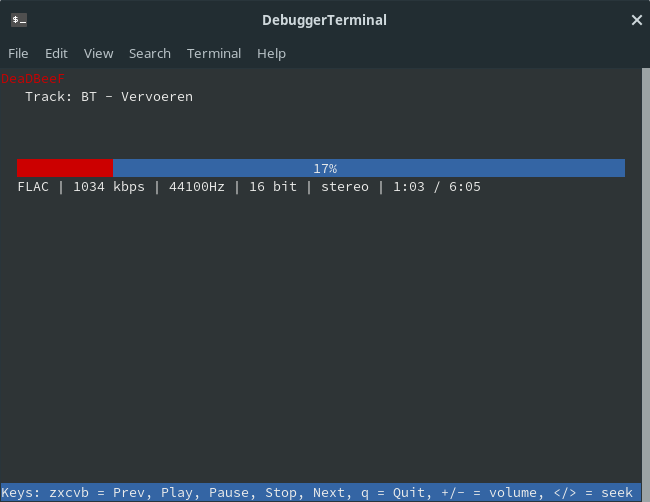 DebuggerTerminal
File Edit View Search Terminal Help
DeaDBeeF
Track: BT - Vervoeren
17%
FLAC | 1034 kbps | 44100Hz | 16 bit | stereo | 1:03 / 6:05
Keys: zxcvb = Prev, Play, Pause, Stop, Next, q = Quit, +/- = volume, </> = seek